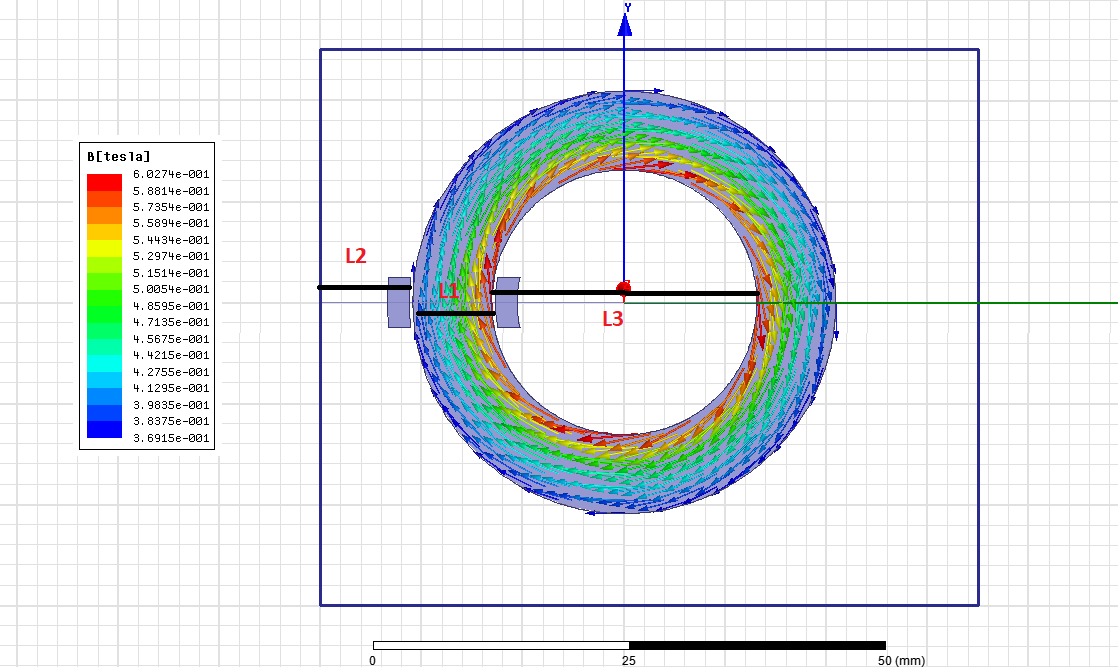 Y
B[tesla]
6.0274e-001
5.8814e-001
5.7354e-001
5.5894e-001
5.4434e-001
5.2974e-001
5.1514e-001
5.0054e-001
4.8595e-001
4.7135e-001
4.5675e-001
4.4215e-001
4.2755e-001
4.1295e-001
3.9835e-001
3.8375e-001
3.6915e-001
L2
L1
L3
0
25
50 (mm)